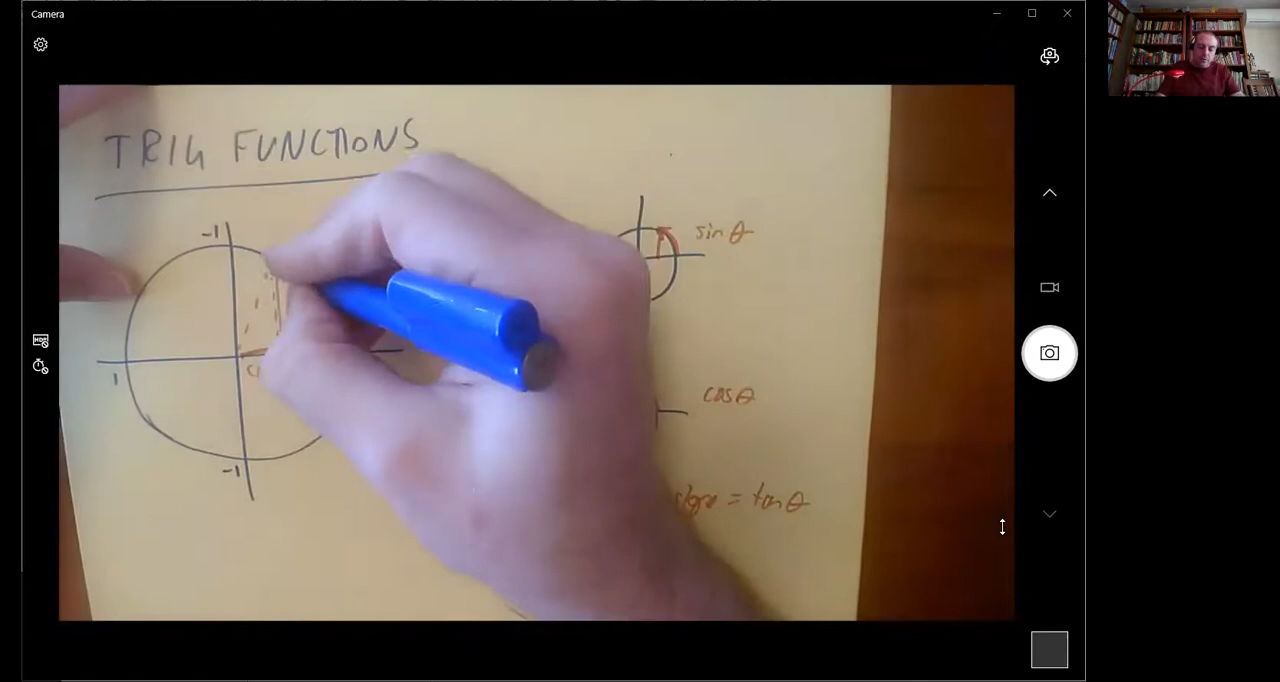 Camera
TRIG FUNCTIONS
-1
sin θ
1
cos θ
-1
slope = tan θ